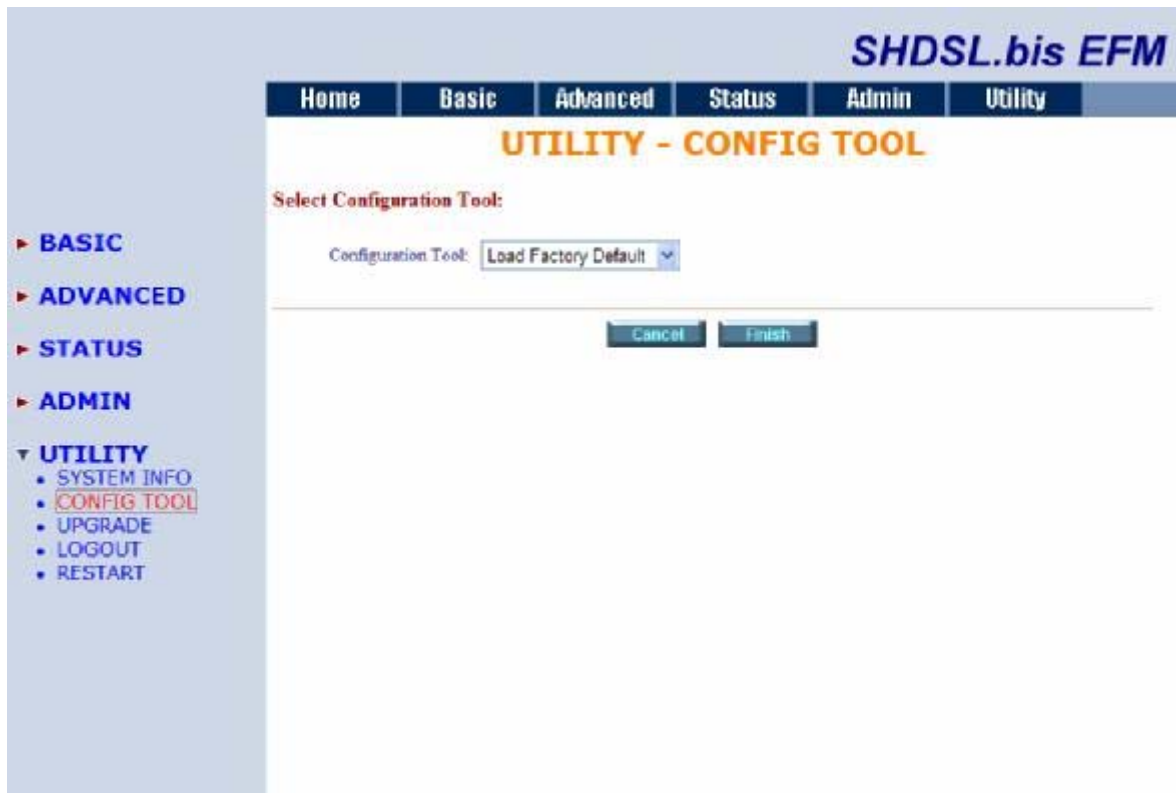 SHDSL.bis EFM
Home Basic Advanced Status Admin Utility
UTILITY - CONFIG TOOL
Select Configuration Tool:
Configuration Tool: Load Factory Default
Cancel Finish
BASIC
ADVANCED
STATUS
ADMIN
UTILITY
SYSTEM INFO
CONFIG TOOL
UPGRADE
LOGOUT
RESTART